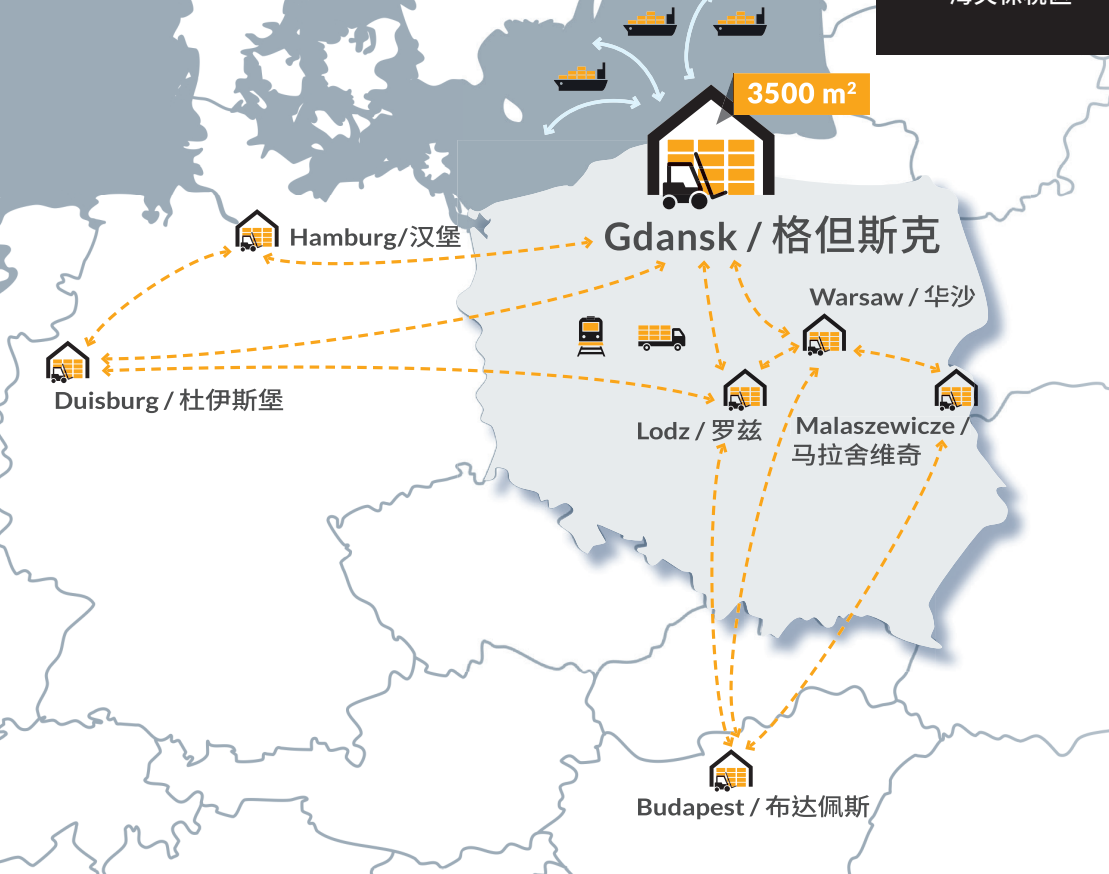 3500 m²
Gdansk / 格但斯克
Hamburg/汉堡
Warsaw / 华沙
Duisburg / 杜伊斯堡
Lodz / 罗兹
Malaszewicze /
马拉舍维奇
Budapest / 布达佩斯